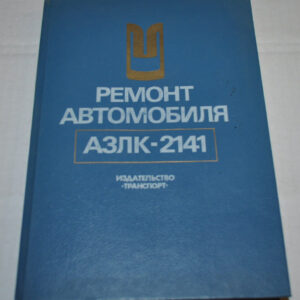 РЕМОНТ
АВТОМОБИЛЯ
АЗЛК-2141
ИЗДАТЕЛЬСТВО
«ТРАНСПОРТ»